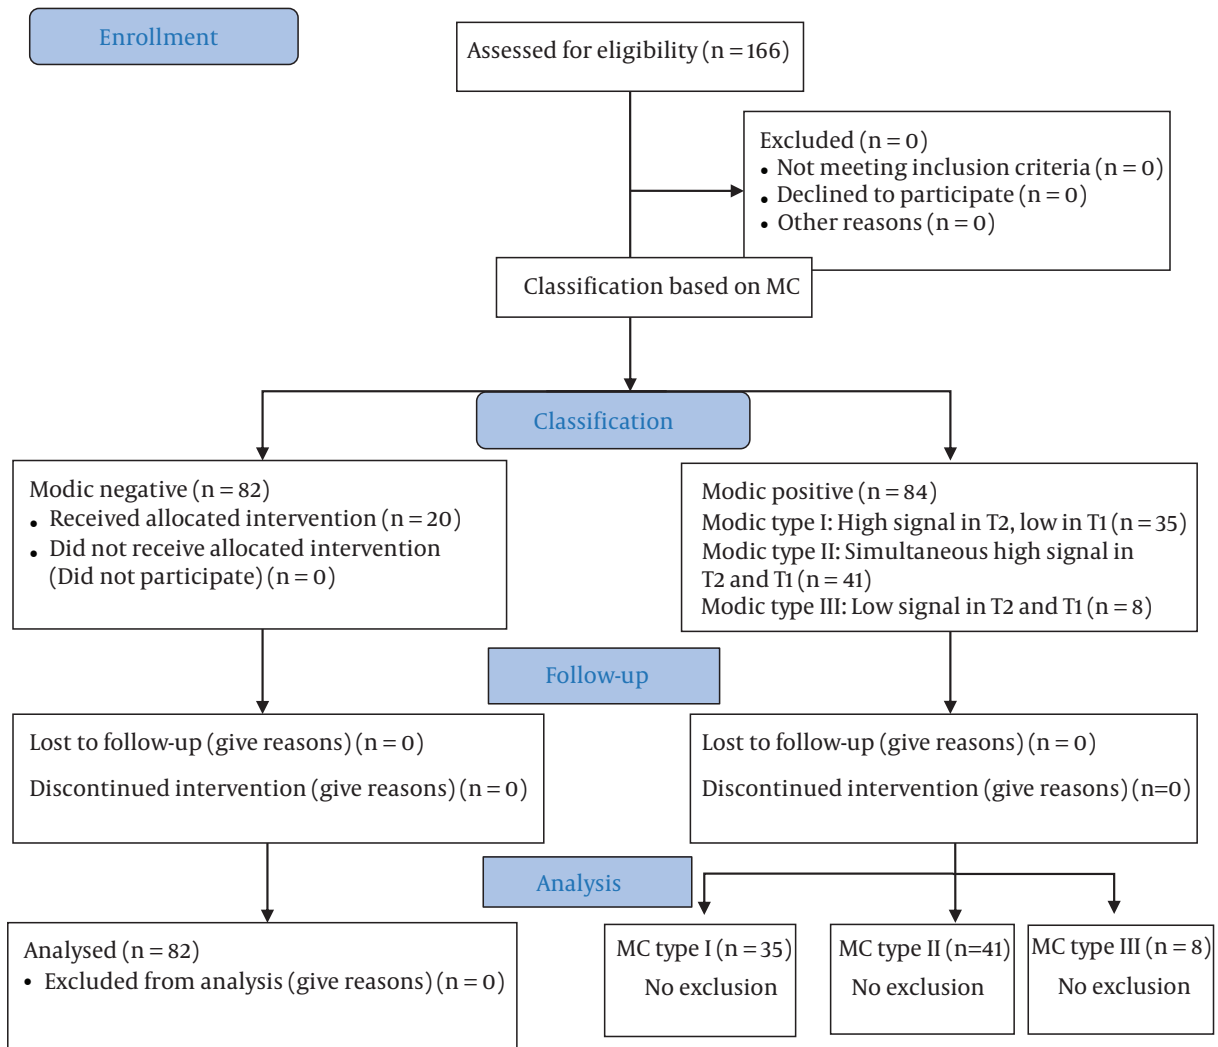 Enrollment
Assessed for eligibility (n = 166)
Excluded (n = 0)
• Not meeting inclusion criteria (n = 0)
• Declined to participate (n = 0)
• Other reasons (n = 0)
Classification based on MC
Classification
Modic negative (n = 82)
• Received allocated intervention (n = 20)
• Did not receive allocated intervention
(Did not participate) (n = 0)
Modic positive (n = 84)
Modic type I: High signal in T2, low in T1 (n = 35)
Modic type II: Simultaneous high signal in
T2 and T1 (n = 41)
Modic type III: Low signal in T2 and T1 (n = 8)
Follow-up
Lost to follow-up (give reasons) (n = 0)
Discontinued intervention (give reasons) (n = 0)
Lost to follow-up (give reasons) (n = 0)
Discontinued intervention (give reasons) (n=0)
Analysis
Analysed (n = 82)
• Excluded from analysis (give reasons) (n = 0)
MC type I (n = 35)
No exclusion
MC type II (n=41)
No exclusion
MC type III (n = 8)
No exclusion